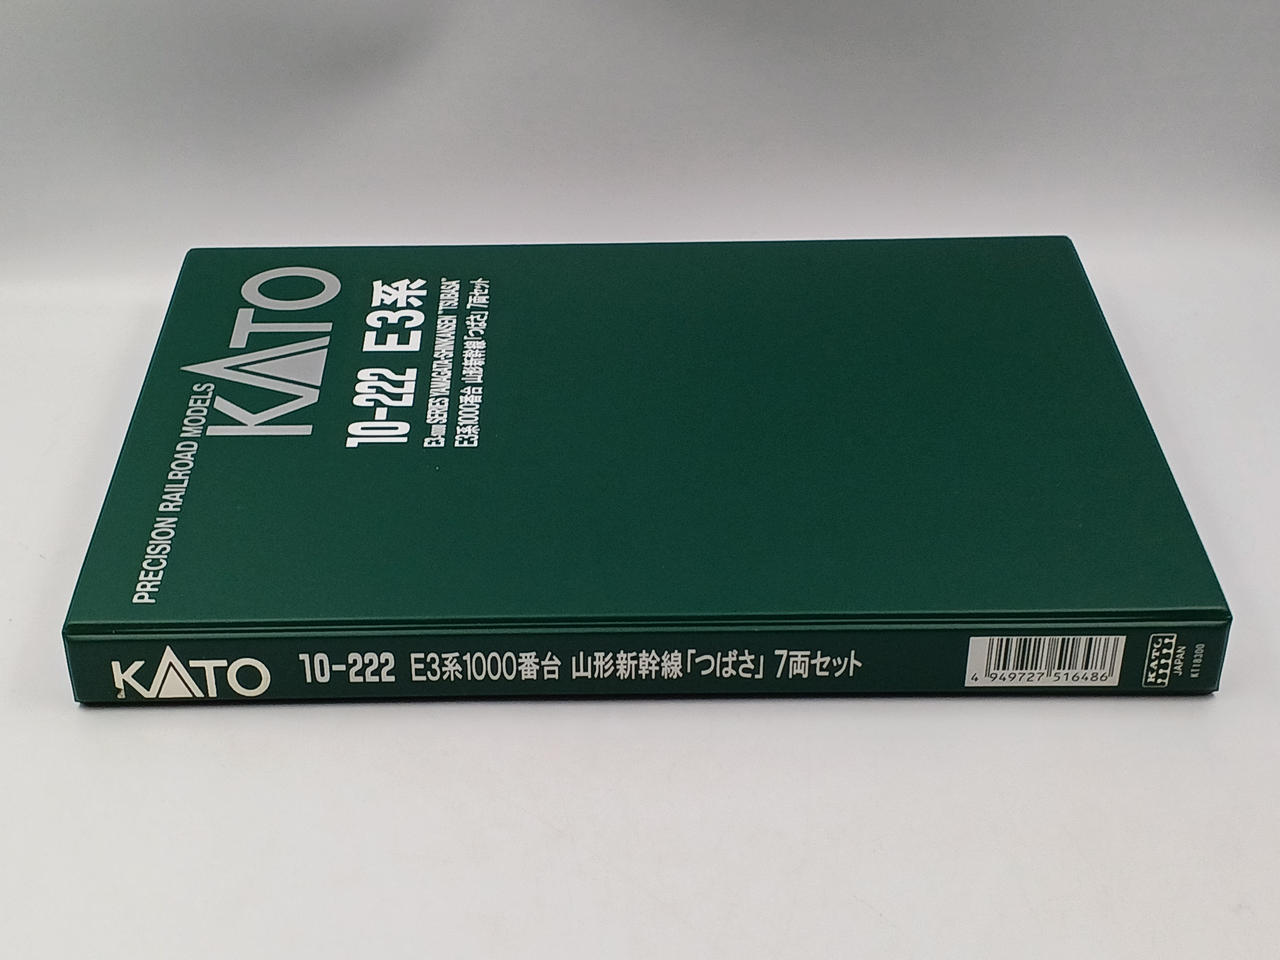 PRECISION RAILROAD MODELS
KATO
10-222 E3系
E3-1000 SERIES YAMAGATA-SHINKANSEN "TSUBASA"
E3系1000番台 山形新幹線「つばさ」7両セット
KATO 10-222 E3系1000番台 山形新幹線「つばさ」7両セット
4 949727 516486
KATO
JAPAN
K118300